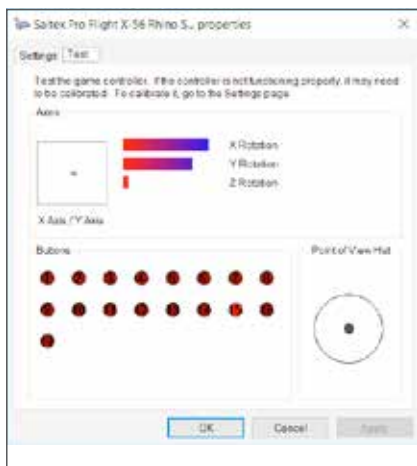 Saitek Pro Flight X-56 Rhino S... properties
Settings Test
Test the game controller. If the controller is not functioning properly, it may need
to be calibrated. To calibrate it, go to the Settings page.
Axes
X Rotation
Y Rotation
Z Rotation
X Axis / Y Axis
Buttons
Point of View Hat
OK Cancel Apply